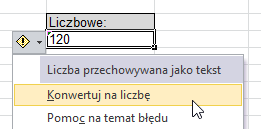 Liczbowe:
120
Liczba przechowywana jako tekst
Konwertuj na liczbę
Pomoc na temat błędu